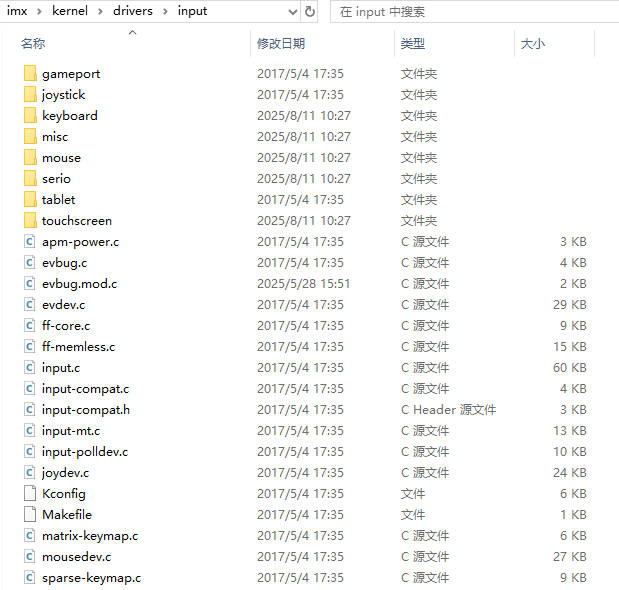 imx › kernel › drivers › input 在 input 中搜索
名称 修改日期 类型 大小
gameport 2017/5/4 17:35 文件夹
joystick 2017/5/4 17:35 文件夹
keyboard 2025/8/11 10:27 文件夹
misc 2025/8/11 10:27 文件夹
mouse 2025/8/11 10:27 文件夹
serio 2025/8/11 10:27 文件夹
tablet 2017/5/4 17:35 文件夹
touchscreen 2025/8/11 10:27 文件夹
apm-power.c 2017/5/4 17:35 C 源文件 3 KB
evbug.c 2017/5/4 17:35 C 源文件 4 KB
evbug.mod.c 2025/5/28 15:51 C 源文件 2 KB
evdev.c 2017/5/4 17:35 C 源文件 29 KB
ff-core.c 2017/5/4 17:35 C 源文件 9 KB
ff-memless.c 2017/5/4 17:35 C 源文件 15 KB
input.c 2017/5/4 17:35 C 源文件 60 KB
input-compat.c 2017/5/4 17:35 C 源文件 4 KB
input-compat.h 2017/5/4 17:35 C Header 源文件 3 KB
input-mt.c 2017/5/4 17:35 C 源文件 13 KB
input-polldev.c 2017/5/4 17:35 C 源文件 10 KB
joydev.c 2017/5/4 17:35 C 源文件 24 KB
Kconfig 2017/5/4 17:35 文件 6 KB
Makefile 2017/5/4 17:35 文件 1 KB
matrix-keymap.c 2017/5/4 17:35 C 源文件 6 KB
mousedev.c 2017/5/4 17:35 C 源文件 27 KB
sparse-keymap.c 2017/5/4 17:35 C 源文件 9 KB